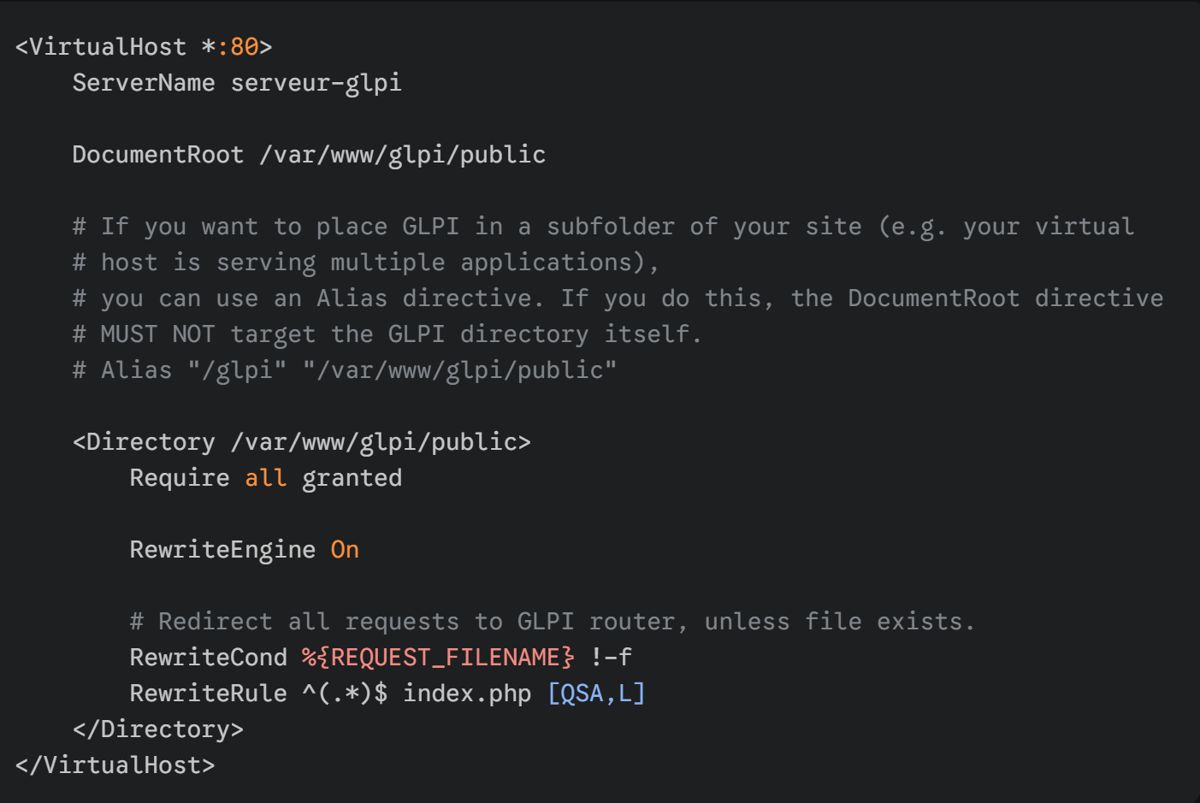 <VirtualHost *:80>
    ServerName serveur-glpi

    DocumentRoot /var/www/glpi/public

    # If you want to place GLPI in a subfolder of your site (e.g. your virtual
    # host is serving multiple applications),
    # you can use an Alias directive. If you do this, the DocumentRoot directive
    # MUST NOT target the GLPI directory itself.
    # Alias "/glpi" "/var/www/glpi/public"

    <Directory /var/www/glpi/public>
        Require all granted

        RewriteEngine On

        # Redirect all requests to GLPI router, unless file exists.
        RewriteCond %{REQUEST_FILENAME} !-f
        RewriteRule ^(.*)$ index.php [QSA,L]
    </Directory>
</VirtualHost>